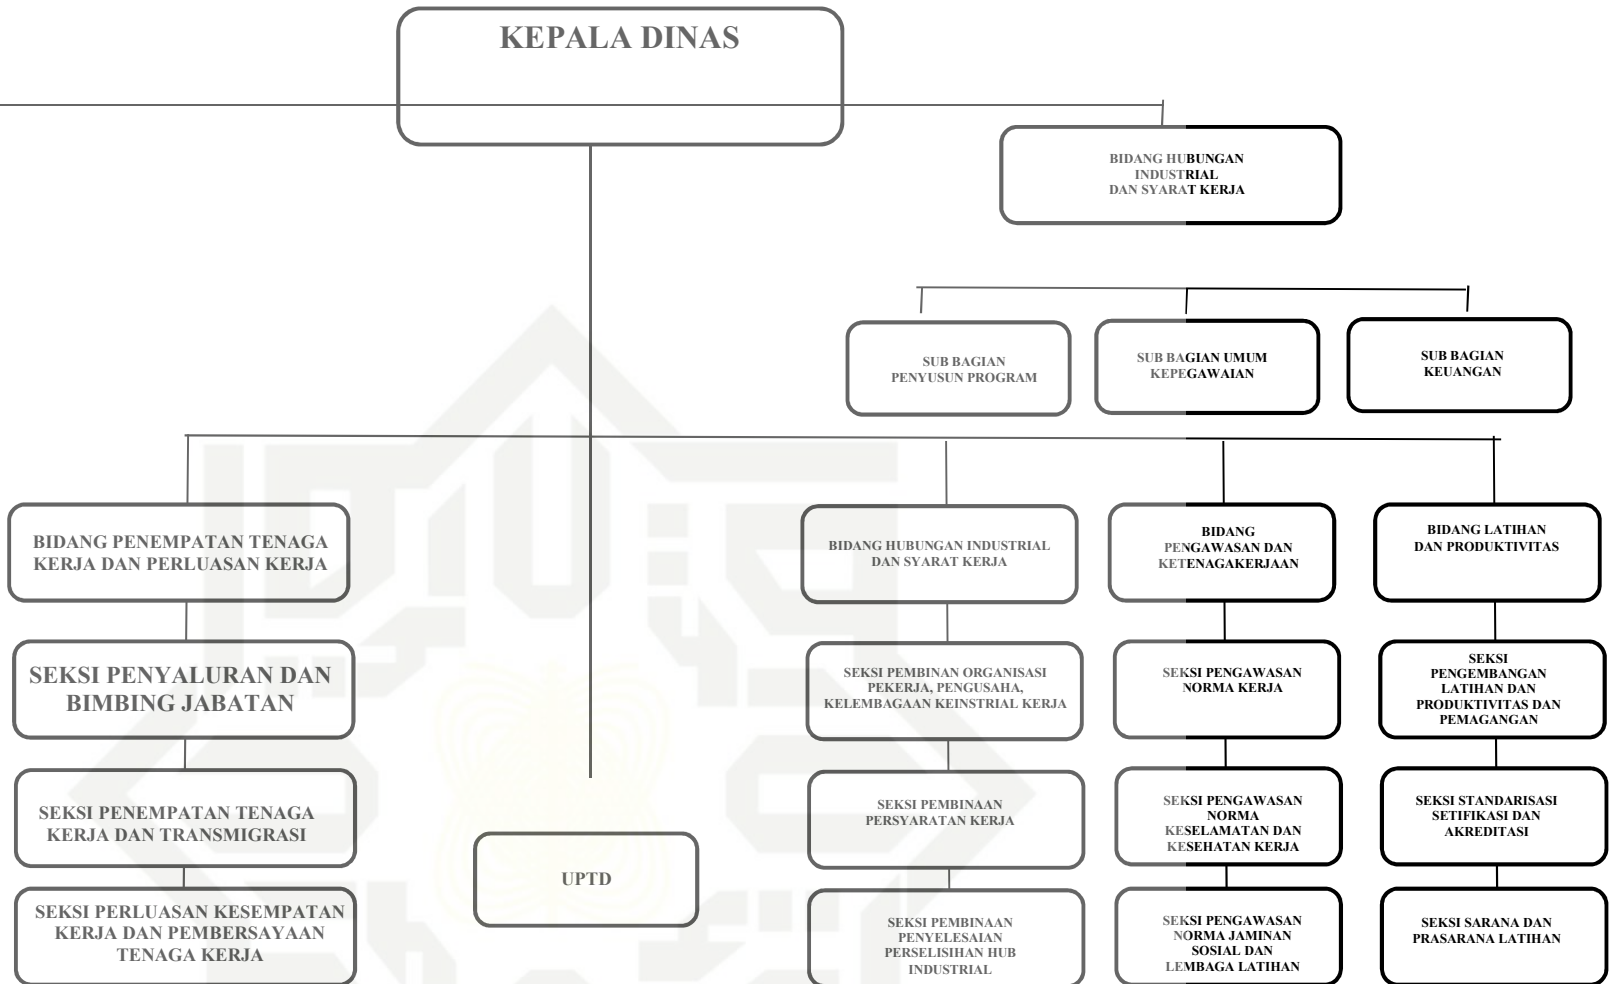 KEPALA DINAS
BIDANG HUBUNGAN
INDUSTRIAL
DAN SYARAT KERJA
SUB BAGIAN
PENYUSUN PROGRAM
SUB BAGIAN UMUM
KEPEGAWAIAN
SUB BAGIAN
KEUANGAN
BIDANG PENEMPATAN TENAGA
KERJA DAN PERLUASAN KERJA
BIDANG HUBUNGAN INDUSTRIAL
DAN SYARAT KERJA
BIDANG
PENGAWASAN DAN
KETENAGAKERJAAN
BIDANG LATIHAN
DAN PRODUKTIVITAS
SEKSI PENYALURAN DAN
BIMBING JABATAN
SEKSI PEMBINAN ORGANISASI
PEKERJA, PENGUSAHA,
KELEMBAGAAN KEINSTRIAL KERJA
SEKSI PENGAWASAN
NORMA KERJA
SEKSI
PENGEMBANGAN
LATIHAN DAN
PRODUKTIVITAS DAN
PEMAGANGAN
SEKSI PENEMPATAN TENAGA
KERJA DAN TRANSMIGRASI
UPTD
SEKSI PEMBINAAN
PERSYARATAN KERJA
SEKSI PENGAWASAN
NORMA
KESELAMATAN DAN
KESEHATAN KERJA
SEKSI STANDARISASI
SETIFIKASI DAN
AKREDITASI
SEKSI PERLUASAN KESEMPATAN
KERJA DAN PEMBERSAYAAN
TENAGA KERJA
SEKSI PEMBINAAN
PENYELESAIAN
PERSELISIHAN HUB
INDUSTRIAL
SEKSI PENGAWASAN
NORMA JAMINAN
SOSIAL DAN
LEMBAGA LATIHAN
SEKSI SARANA DAN
PRASARANA LATIHAN